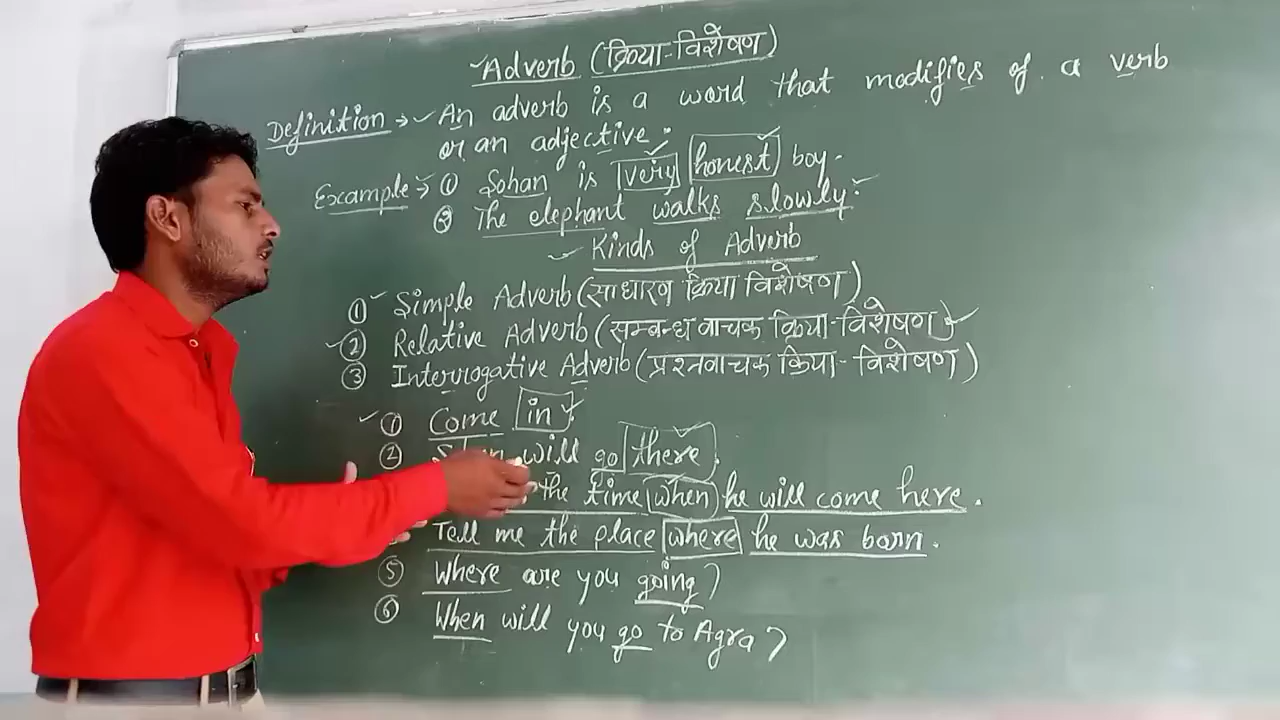 Adverb (क्रिया-विशेषण)
Definition → An adverb is a word that modifies of a verb
or an adjective.
Example → ① Sohan is very honest boy.
② The elephant walks slowly.
Kinds of Adverb
① Simple Adverb (साधारण क्रिया विशेषण)
② Relative Adverb (सम्बन्ध वाचक क्रिया-विशेषण)
③ Interrogative Adverb (प्रश्नवाचक क्रिया-विशेषण)
① Come in.
② will go there.
the time when he will come here.
Tell me the place where he was born.
⑤ Where are you going?
⑥ When will you go to Agra?